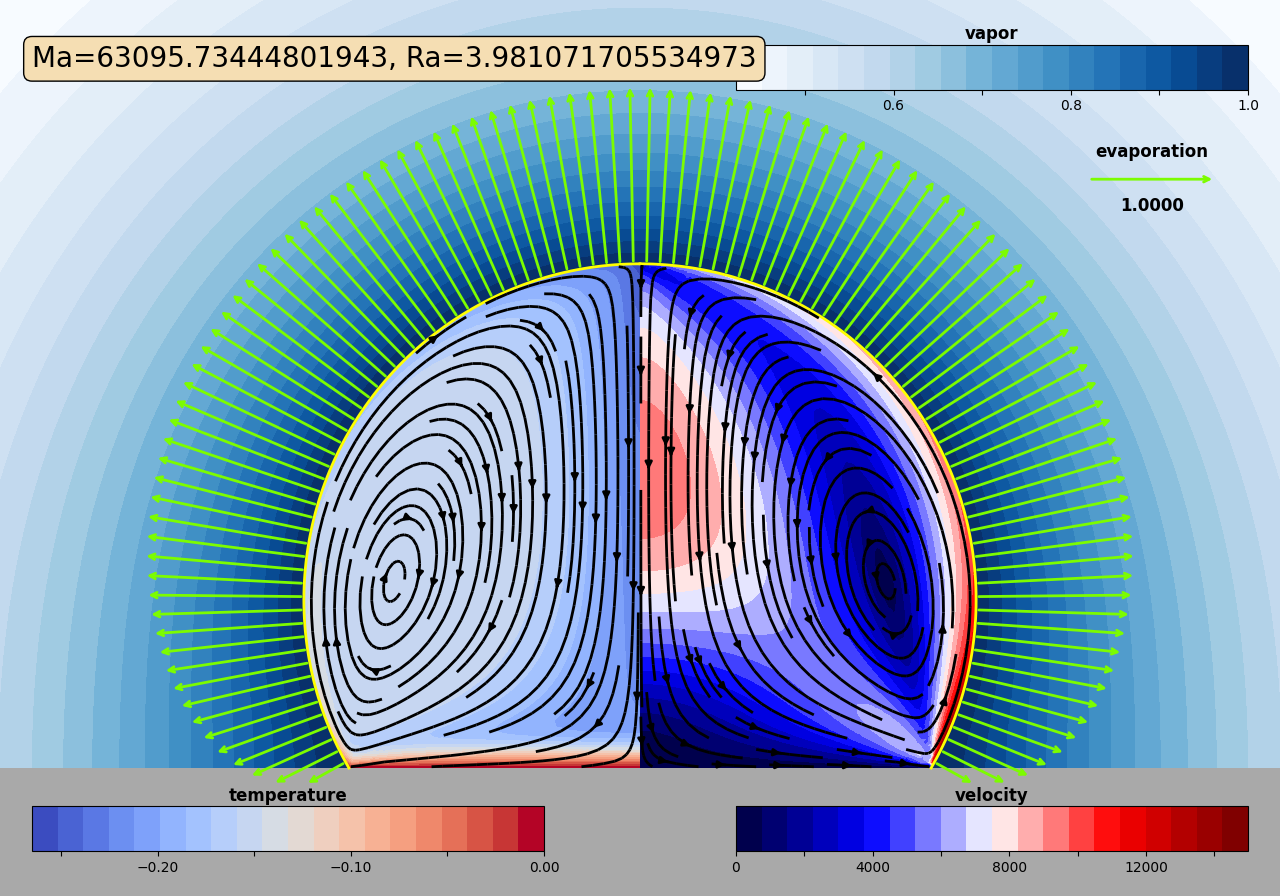 vapor
Ma=63095.73444801943, Ra=3.981071705534973
0.6 0.8 1.0
evaporation
1.0000
temperature velocity
−0.20 −0.10 0.00 0 4000 8000 12000